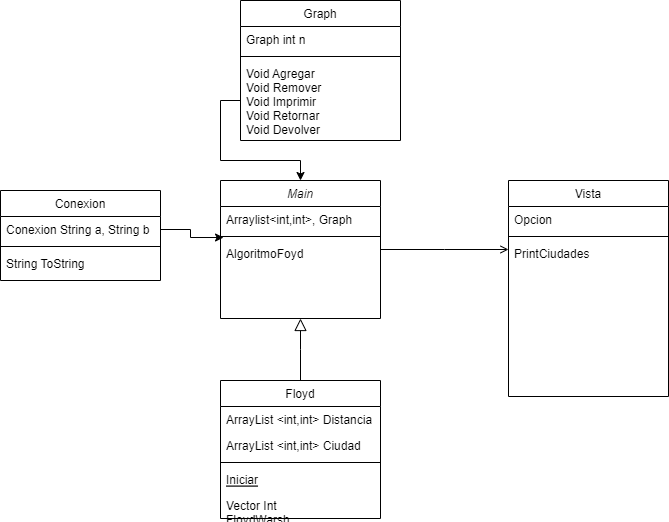 Graph
Graph int n
Void Agregar
Void Remover
Void Imprimir
Void Retornar
Void Devolver
Conexion
Conexion String a, String b
String ToString
Main
Arraylist<int,int>, Graph
AlgoritmoFoyd
Vista
Opcion
PrintCiudades
Floyd
ArrayList <int,int> Distancia
ArrayList <int,int> Ciudad
Iniciar
Vector Int
FloydWarsh